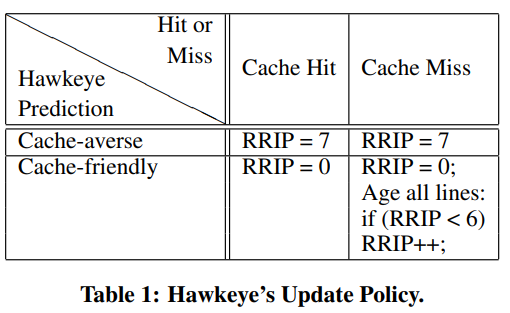 Hit or
Miss
Hawkeye
Prediction
Cache Hit
Cache Miss
Cache-averse
RRIP = 7
RRIP = 7
Cache-friendly
RRIP = 0
RRIP = 0;
Age all lines:
if (RRIP < 6)
RRIP++;
Table 1: Hawkeye's Update Policy.